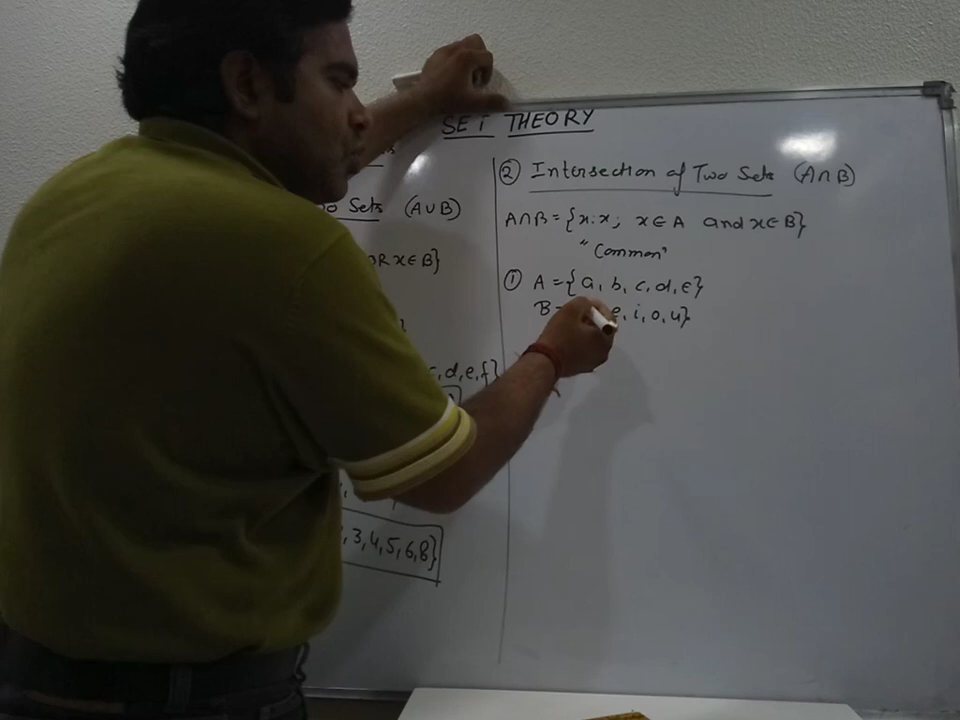 SET THEORY
Sets (A∪B)
OR x∈B}
c,d,e,f}
3,4,5,6,8}
② Intersection of Two Sets (A∩B)
A∩B={x:x; x∈A and x∈B}
"Common"
① A={a,b,c,d,e}
B= e,i,o,u}